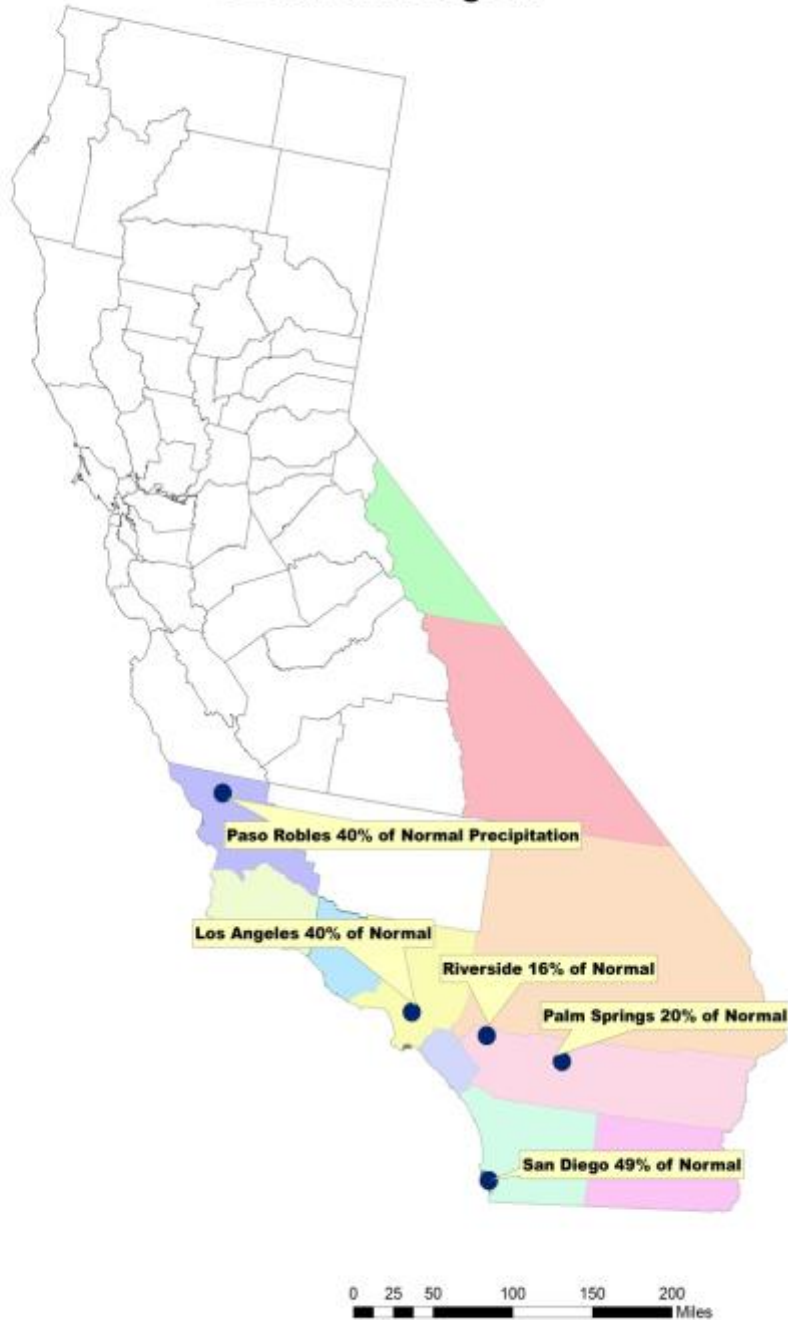 Paso Robles 40% of Normal Precipitation
Los Angeles 40% of Normal
Riverside 16% of Normal
Palm Springs 20% of Normal
San Diego 49% of Normal
0 25 50 100 150 200
Miles